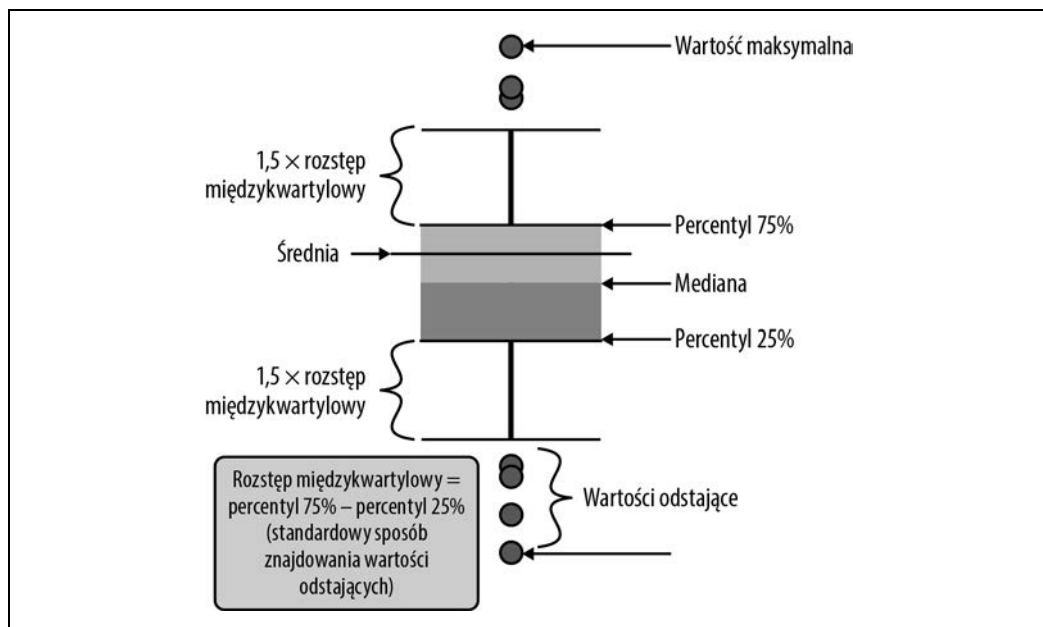 Wartość maksymalna
1,5 × rozstęp
międzykwartylowy
Percentyl 75%
Średnia
Mediana
Percentyl 25%
1,5 × rozstęp
międzykwartylowy
Rozstęp międzykwartylowy =
percentyl 75% – percentyl 25%
(standardowy sposób
znajdowania wartości
odstających)
Wartości odstające